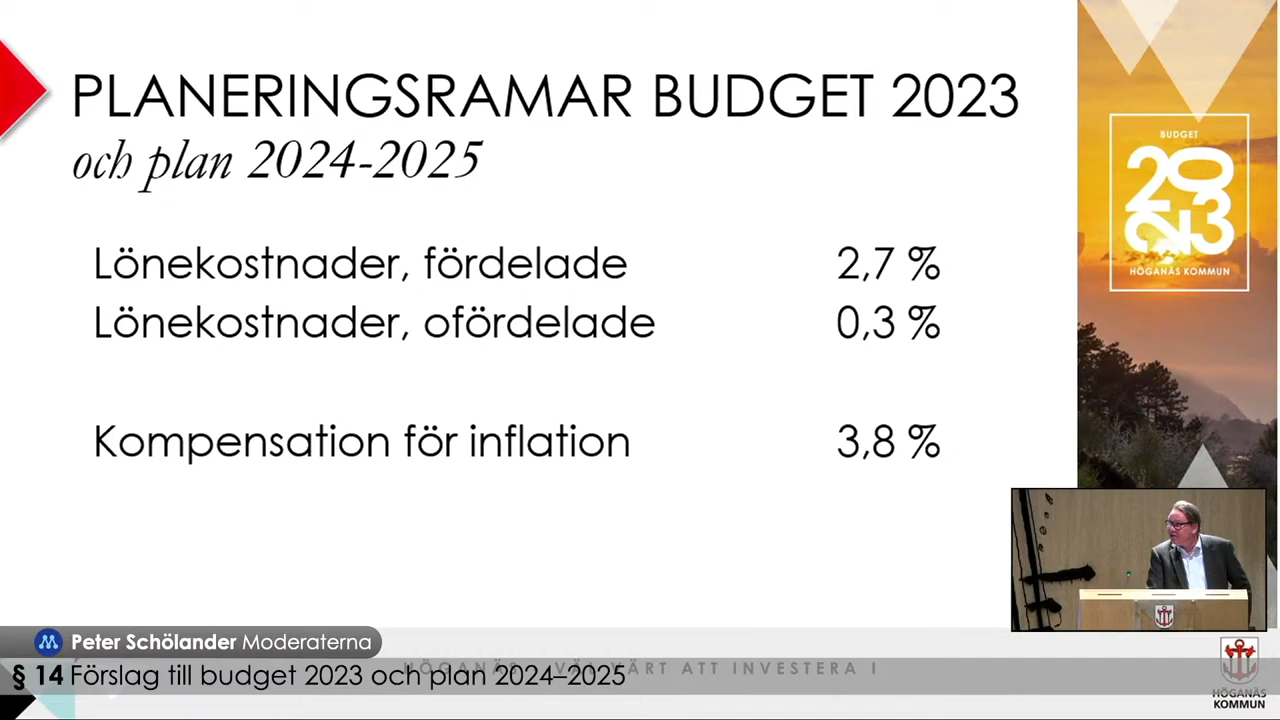 PLANERINGSRAMAR BUDGET 2023
och plan 2024-2025
BUDGET
2023
HÖGANÄS KOMMUN
Lönekostnader, fördelade 2,7 %
Lönekostnader, ofördelade 0,3 %
Kompensation för inflation 3,8 %
Peter Schölander Moderaterna
§ 14 Förslag till budget 2023 och plan 2024–2025
ATT INVESTERA I
HÖGANÄS
KOMMUN